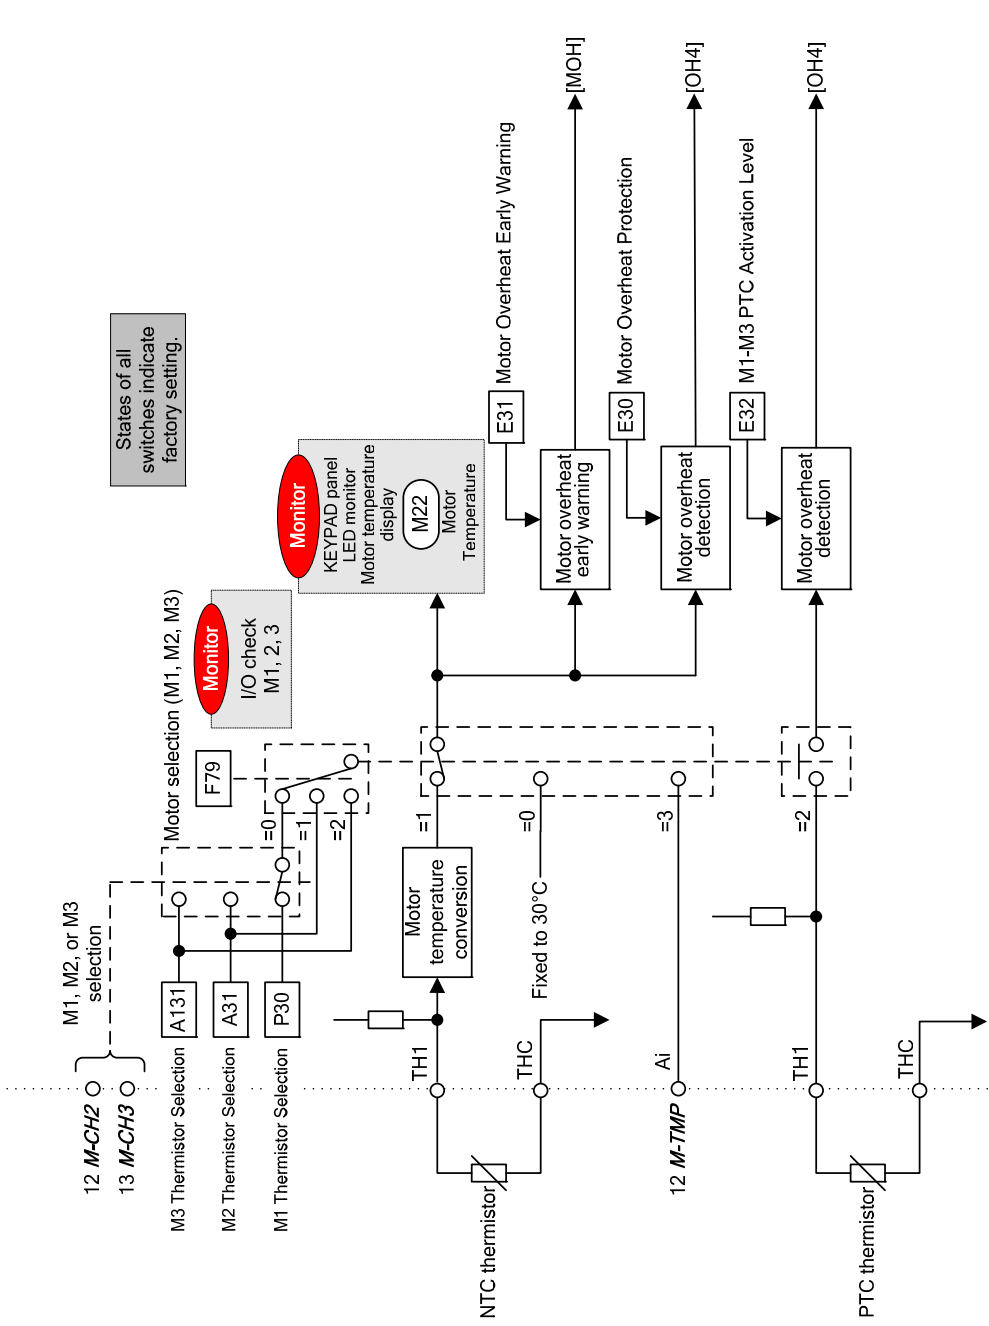 States of all
switches indicate
factory setting.
12 M-CH2
13 M-CH3
M1, M2, or M3
selection
M3 Thermistor Selection
A131
M2 Thermistor Selection
A31
M1 Thermistor Selection
P30
Motor selection (M1, M2, M3)
F79
=0
=1
=2
Monitor
I/O check
M1, 2, 3
Monitor
KEYPAD panel
LED monitor
Motor temperature
display
M22
Motor
Temperature
NTC thermistor
TH1
THC
Motor
temperature
conversion
=1
Fixed to 30°C
=0
12 M-TMP
Ai
=3
E31
Motor Overheat Early Warning
Motor overheat
early warning
[MOH]
E30
Motor Overheat Protection
Motor overheat
detection
[OH4]
E32
M1-M3 PTC Activation Level
Motor overheat
detection
[OH4]
PTC thermistor
TH1
THC
=2